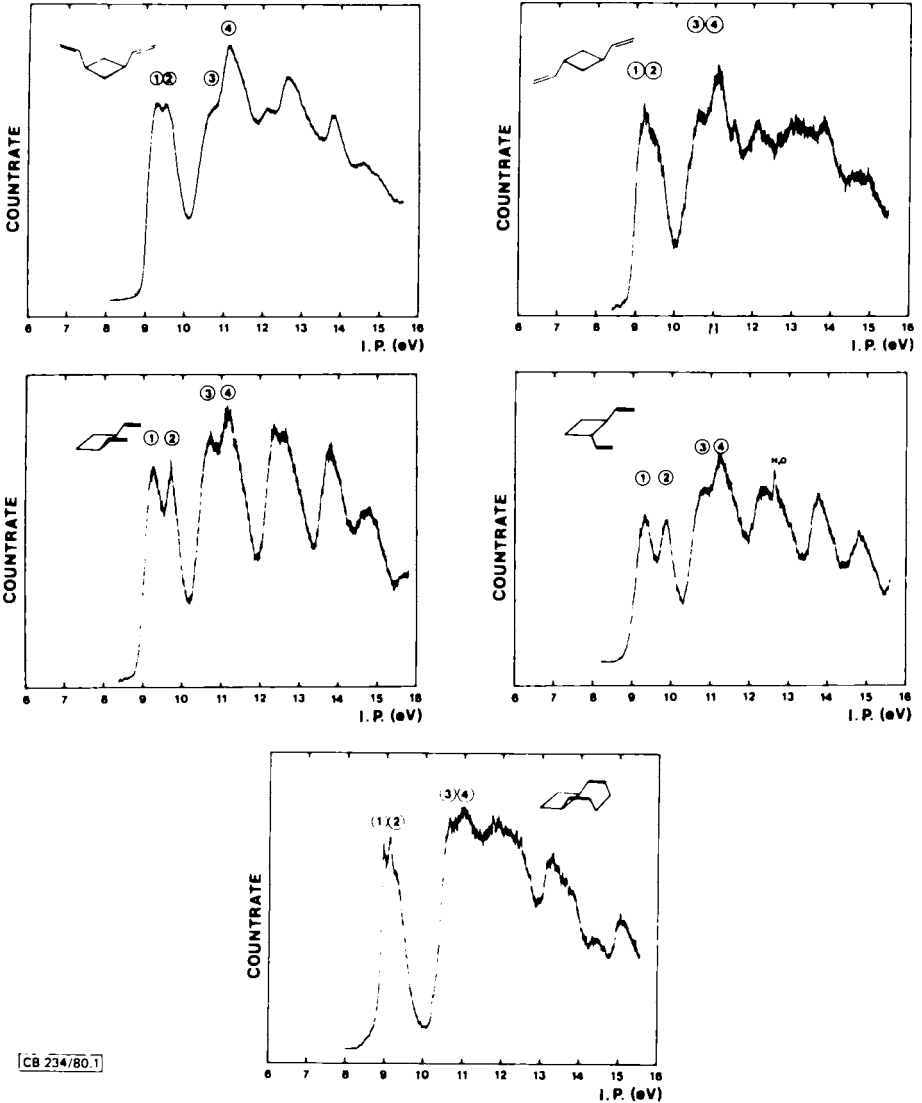 ④
①② ③
COUNTRATE
6 7 8 9 10 11 12 13 14 15 16
I.P. (eV)
③④
①②
COUNTRATE
6 7 8 9 10 11 12 13 14 15 16
I.P. (eV)
③ ④
① ②
COUNTRATE
6 7 8 9 10 11 12 13 14 15 16
I.P. (eV)
③④
① ② H₂O
COUNTRATE
6 7 8 9 10 11 12 13 14 15 16
I.P. (eV)
③④
①②
COUNTRATE
6 7 8 9 10 11 12 13 14 15 16
I.P. (eV)
CB 234/80.1